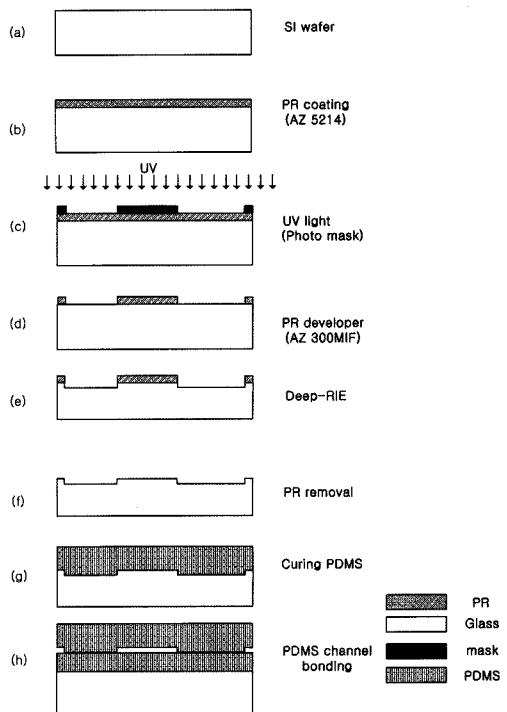 (a)
SI wafer
(b)
PR coating
(AZ 5214)
UV
(c)
UV light
(Photo mask)
(d)
PR developer
(AZ 300MIF)
(e)
Deep-RIE
(f)
PR removal
(g)
Curing PDMS
(h)
PDMS channel
bonding
PR
Glass
mask
PDMS